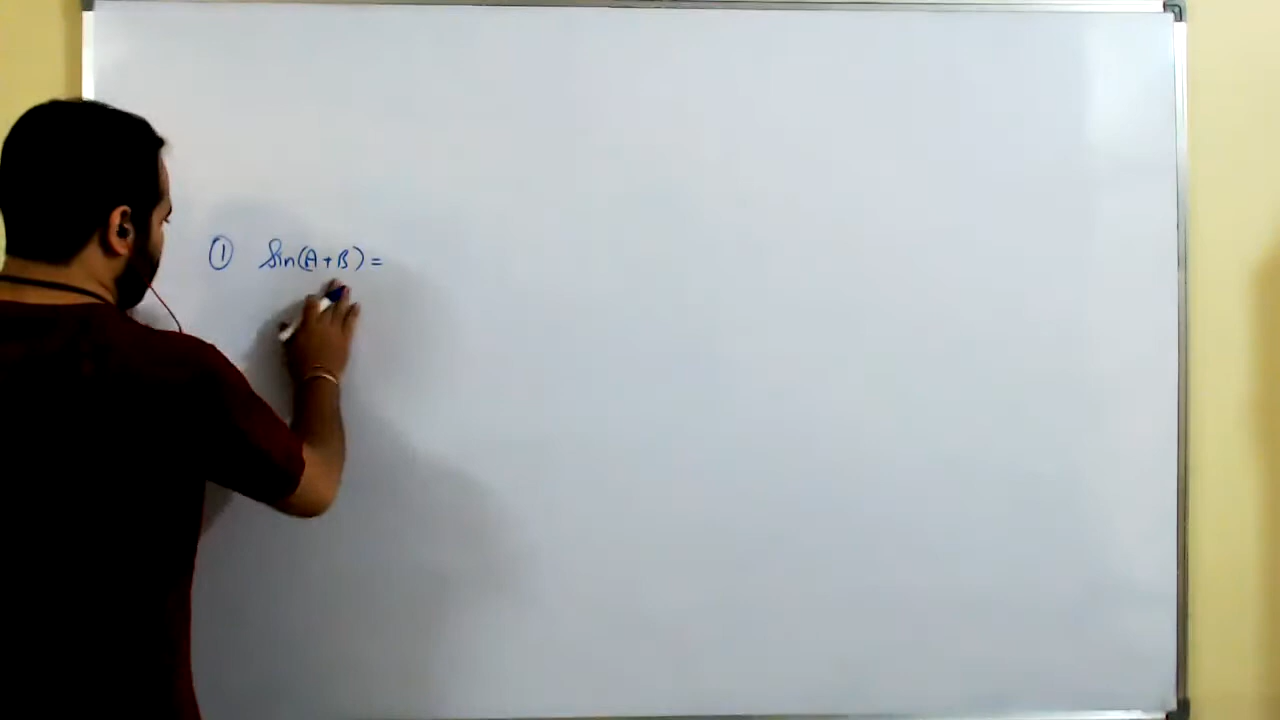 ① Sin(A+B)=